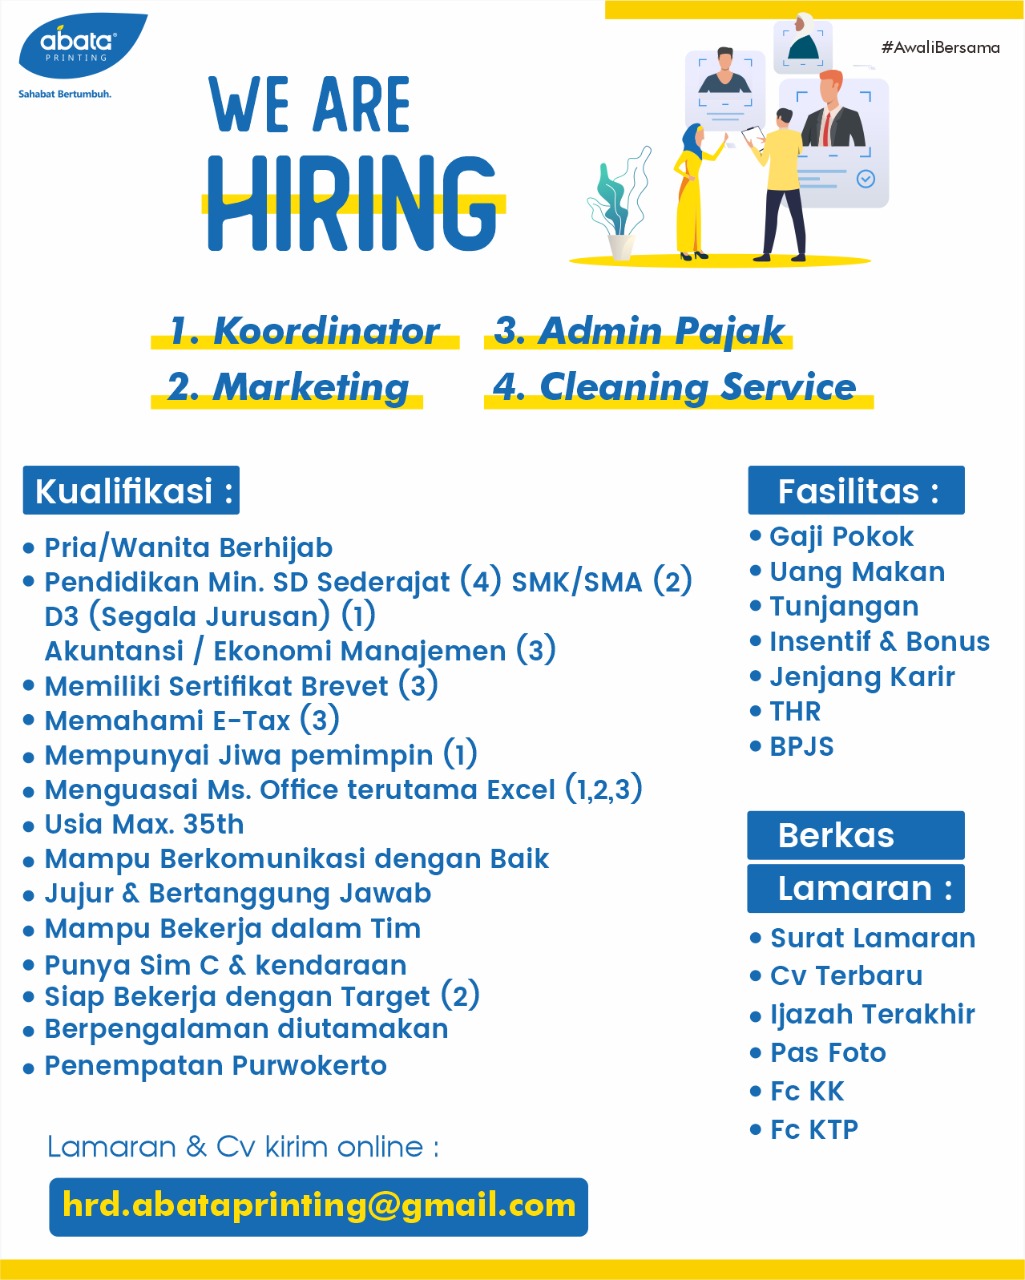 abata®
PRINTING
Sahabat Bertumbuh.
#AwaliBersama
WE ARE
HIRING
1. Koordinator
2. Marketing
3. Admin Pajak
4. Cleaning Service
Kualifikasi :
• Pria/Wanita Berhijab
• Pendidikan Min. SD Sederajat (4) SMK/SMA (2)
D3 (Segala Jurusan) (1)
Akuntansi / Ekonomi Manajemen (3)
• Memiliki Sertifikat Brevet (3)
• Memahami E-Tax (3)
• Mempunyai Jiwa pemimpin (1)
• Menguasai Ms. Office terutama Excel (1,2,3)
• Usia Max. 35th
• Mampu Berkomunikasi dengan Baik
• Jujur & Bertanggung Jawab
• Mampu Bekerja dalam Tim
• Punya Sim C & kendaraan
• Siap Bekerja dengan Target (2)
• Berpengalaman diutamakan
• Penempatan Purwokerto
Fasilitas :
• Gaji Pokok
• Uang Makan
• Tunjangan
• Insentif & Bonus
• Jenjang Karir
• THR
• BPJS
Berkas
Lamaran :
• Surat Lamaran
• Cv Terbaru
• Ijazah Terakhir
• Pas Foto
• Fc KK
• Fc KTP
Lamaran & Cv kirim online :
hrd.abataprinting@gmail.com